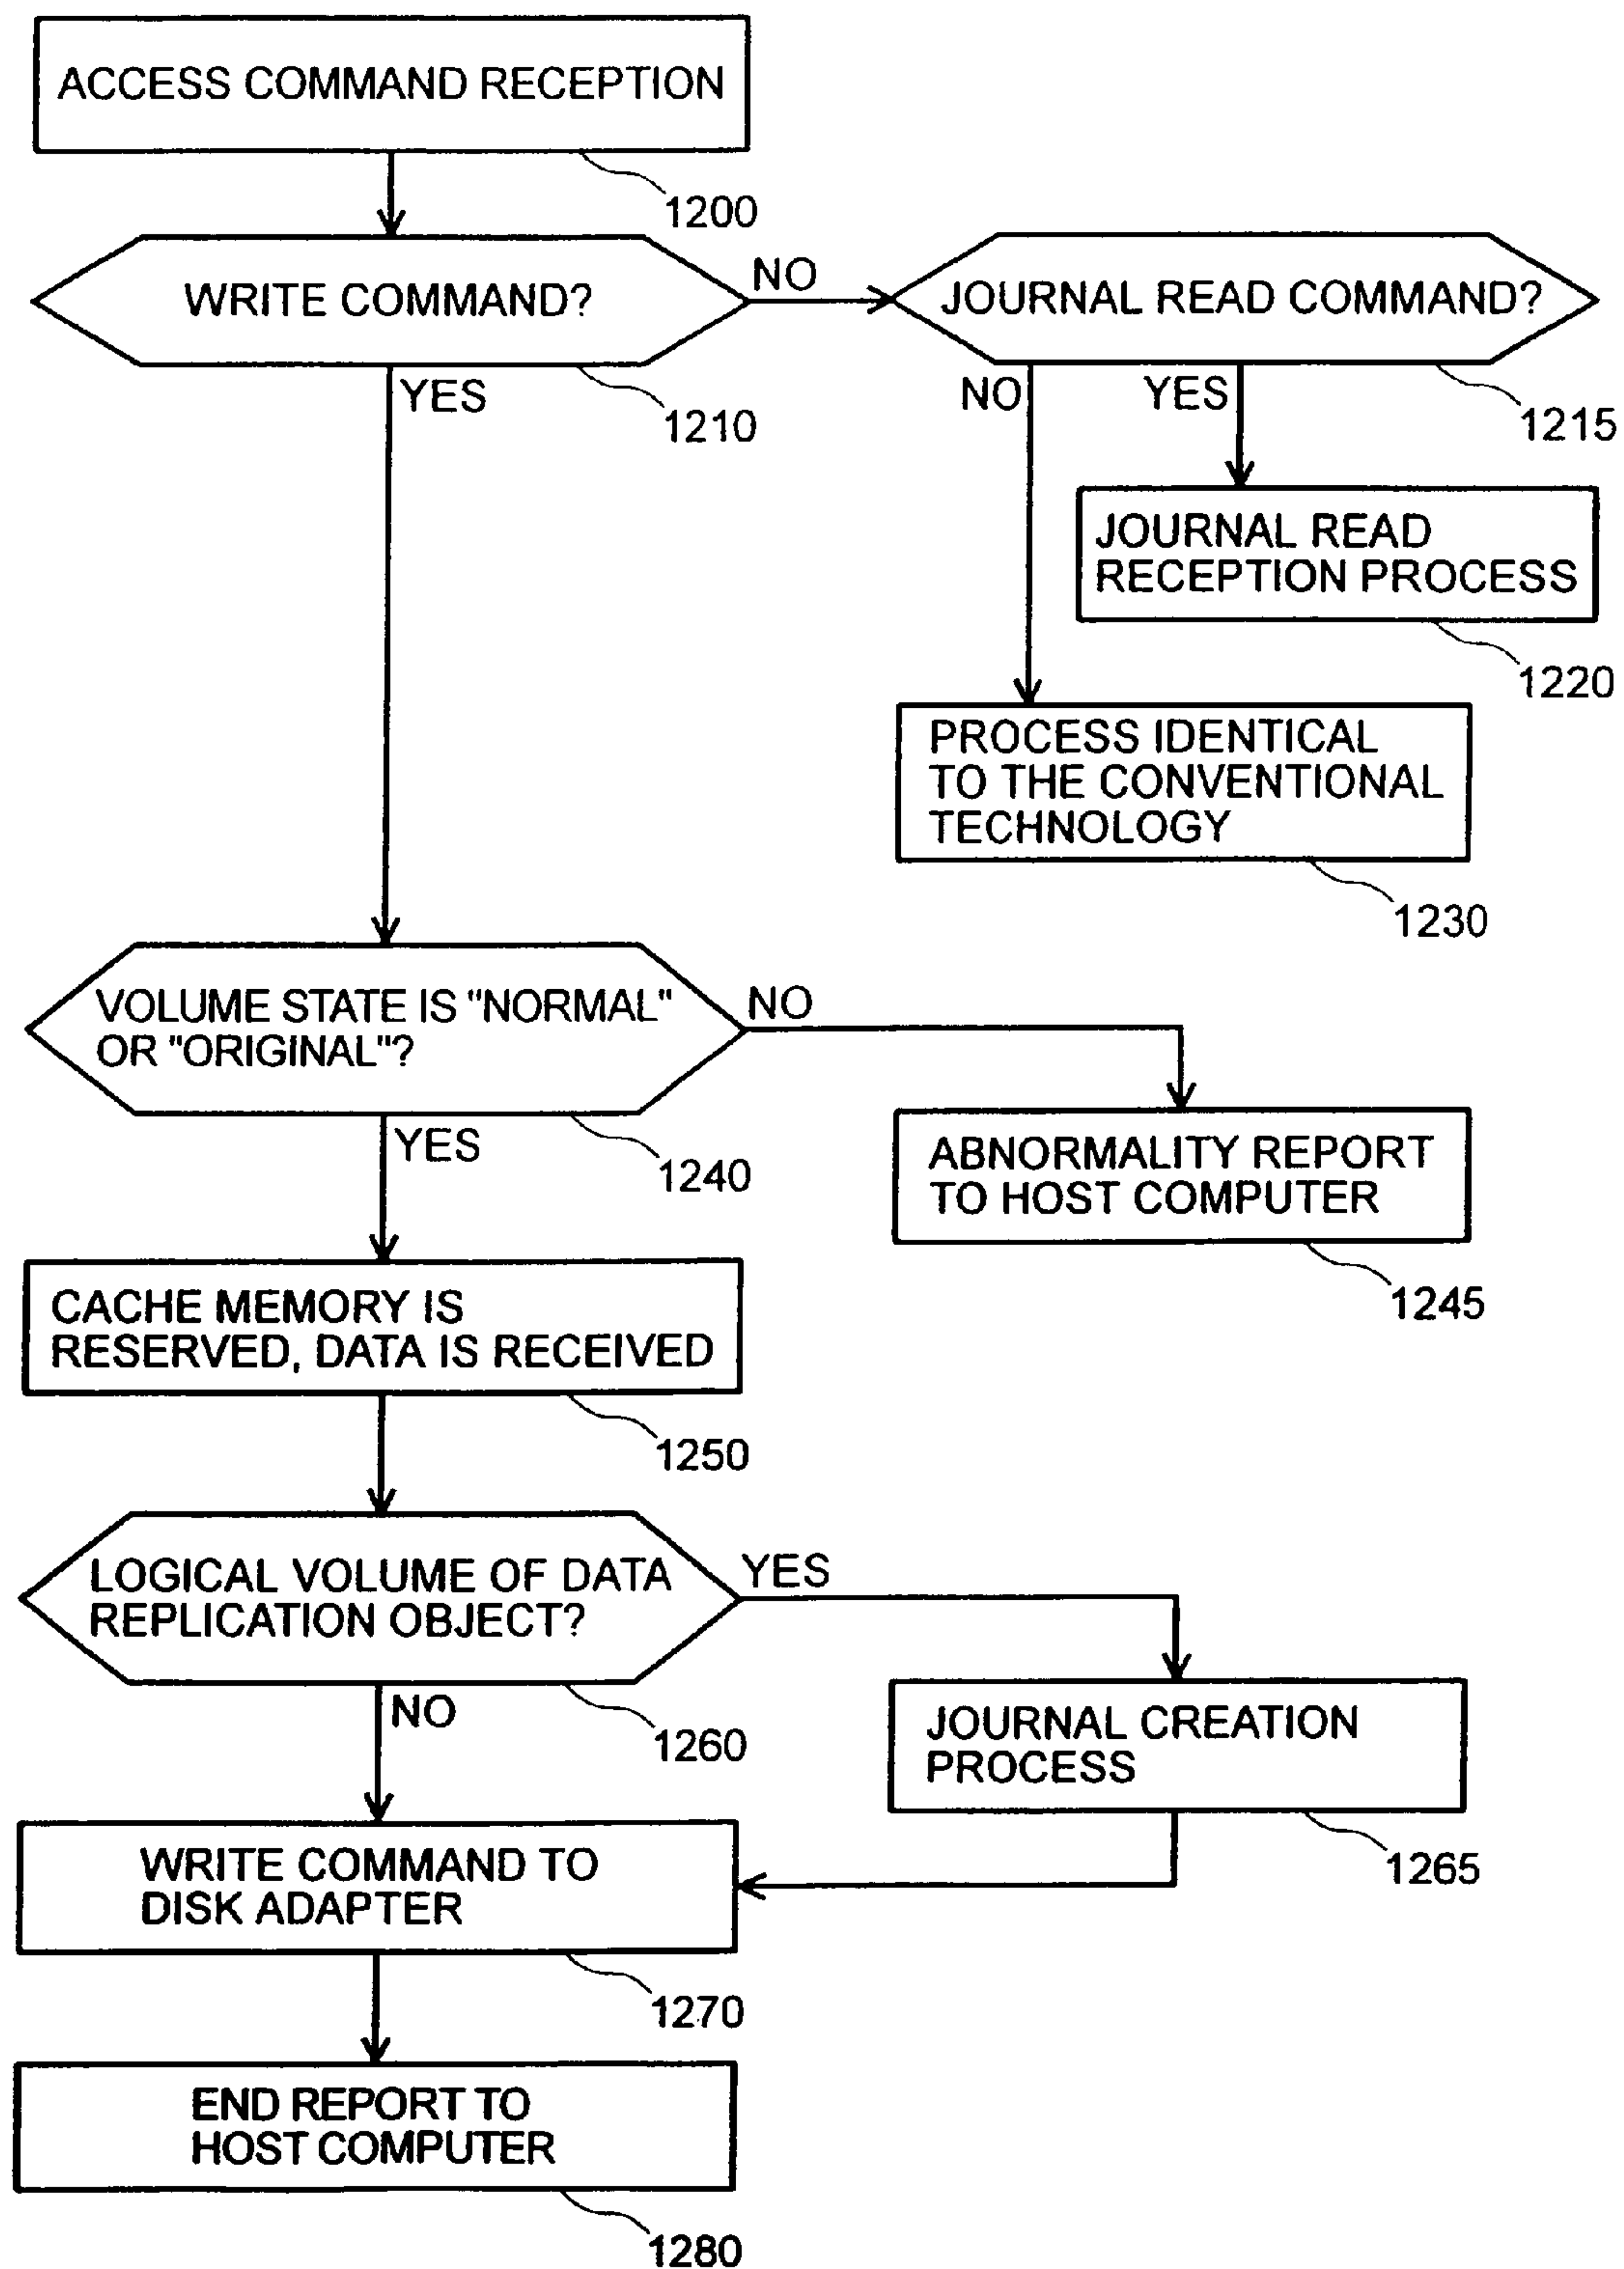 ACCESS COMMAND RECEPTION
1200
WRITE COMMAND?
NO
JOURNAL READ COMMAND?
YES
1210
NO
YES
1215
JOURNAL READ
RECEPTION PROCESS
1220
PROCESS IDENTICAL
TO THE CONVENTIONAL
TECHNOLOGY
1230
VOLUME STATE IS "NORMAL"
OR "ORIGINAL"?
NO
YES
1240
ABNORMALITY REPORT
TO HOST COMPUTER
1245
CACHE MEMORY IS
RESERVED, DATA IS RECEIVED
1250
LOGICAL VOLUME OF DATA
REPLICATION OBJECT?
YES
NO
1260
JOURNAL CREATION
PROCESS
1265
WRITE COMMAND TO
DISK ADAPTER
1270
END REPORT TO
HOST COMPUTER
1280